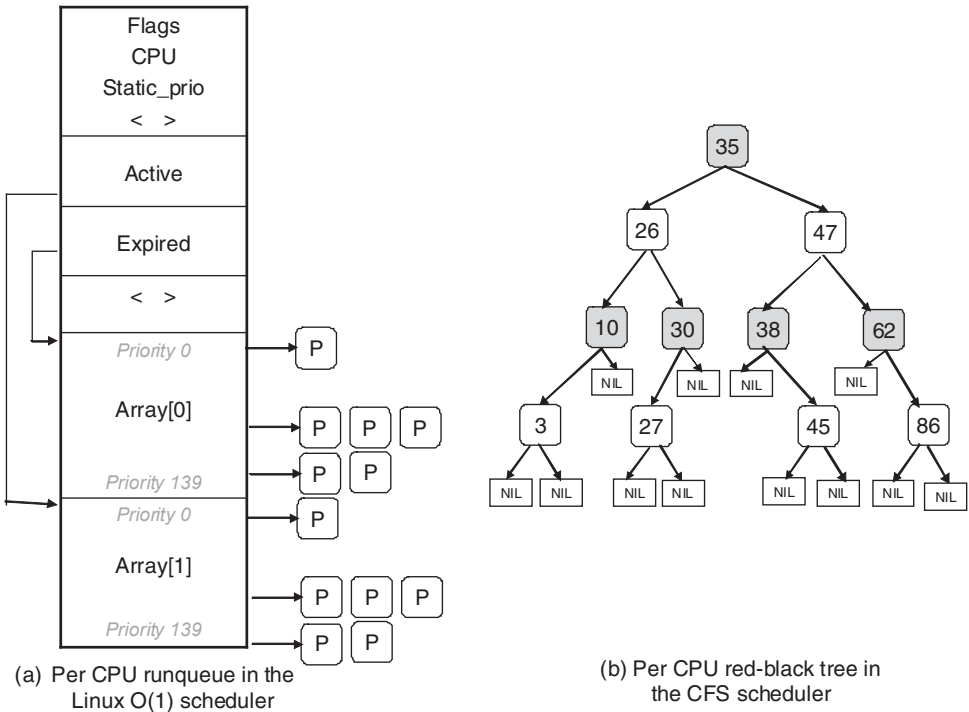 Flags
CPU
Static_prio
< >
Active
Expired
< >
Priority 0
P
Array[0]
P P P
Priority 139
P P
Priority 0
P
Array[1]
P P P
Priority 139
P P
(a) Per CPU runqueue in the
Linux O(1) scheduler
35
26 47
10 30 38 62
NIL NIL NIL NIL
3 27 45 86
NIL NIL NIL NIL NIL NIL NIL NIL
(b) Per CPU red-black tree in
the CFS scheduler